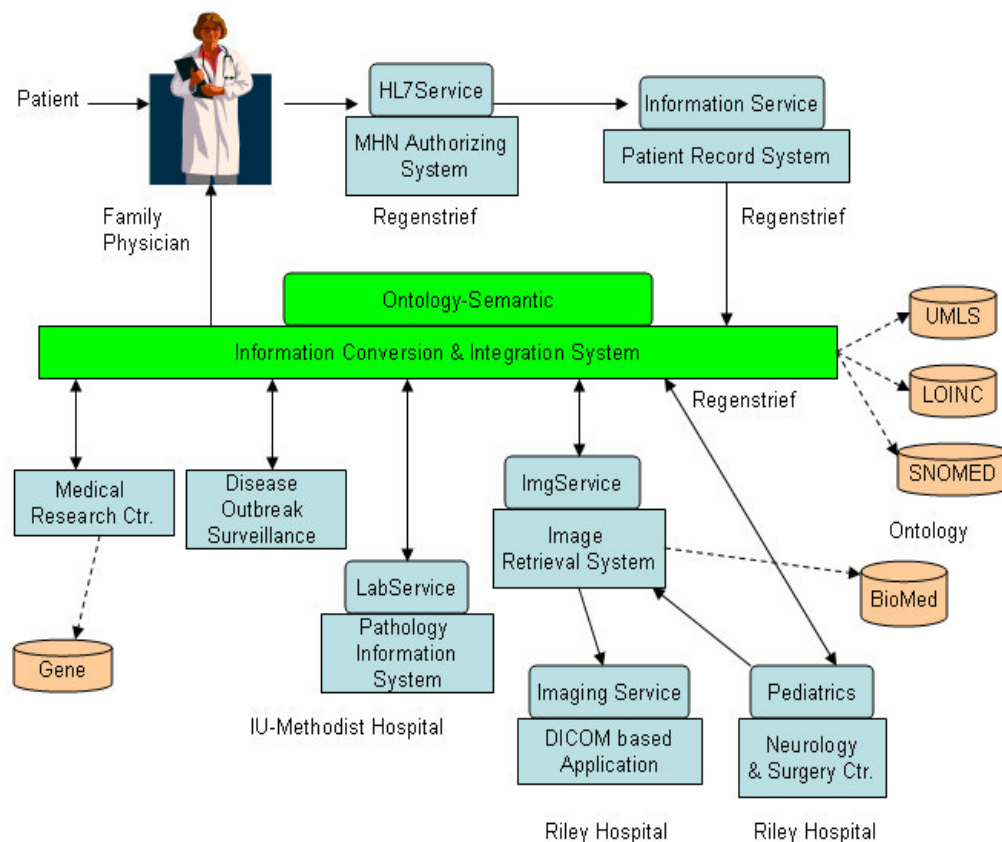 Patient
HL7Service
MHN Authorizing
System
Regenstrief
Information Service
Patient Record System
Regenstrief
Family
Physician
Ontology-Semantic
Information Conversion & Integration System
Regenstrief
UMLS
LOINC
SNOMED
Ontology
Medical
Research Ctr.
Disease
Outbreak
Surveillance
ImgService
Image
Retrieval System
BioMed
LabService
Pathology
Information
System
IU-Methodist Hospital
Gene
Imaging Service
DICOM based
Application
Riley Hospital
Pediatrics
Neurology
& Surgery Ctr.
Riley Hospital